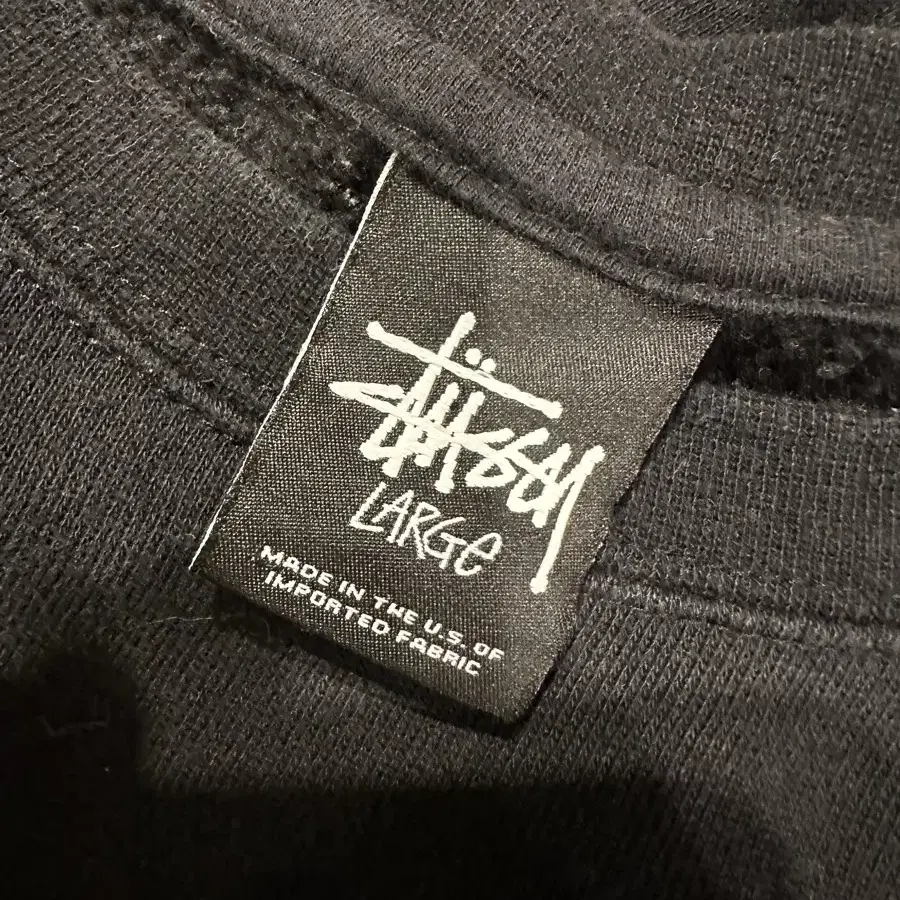 Stüssy
LARGE
MADE IN THE U.S. OF
IMPORTED FABRIC